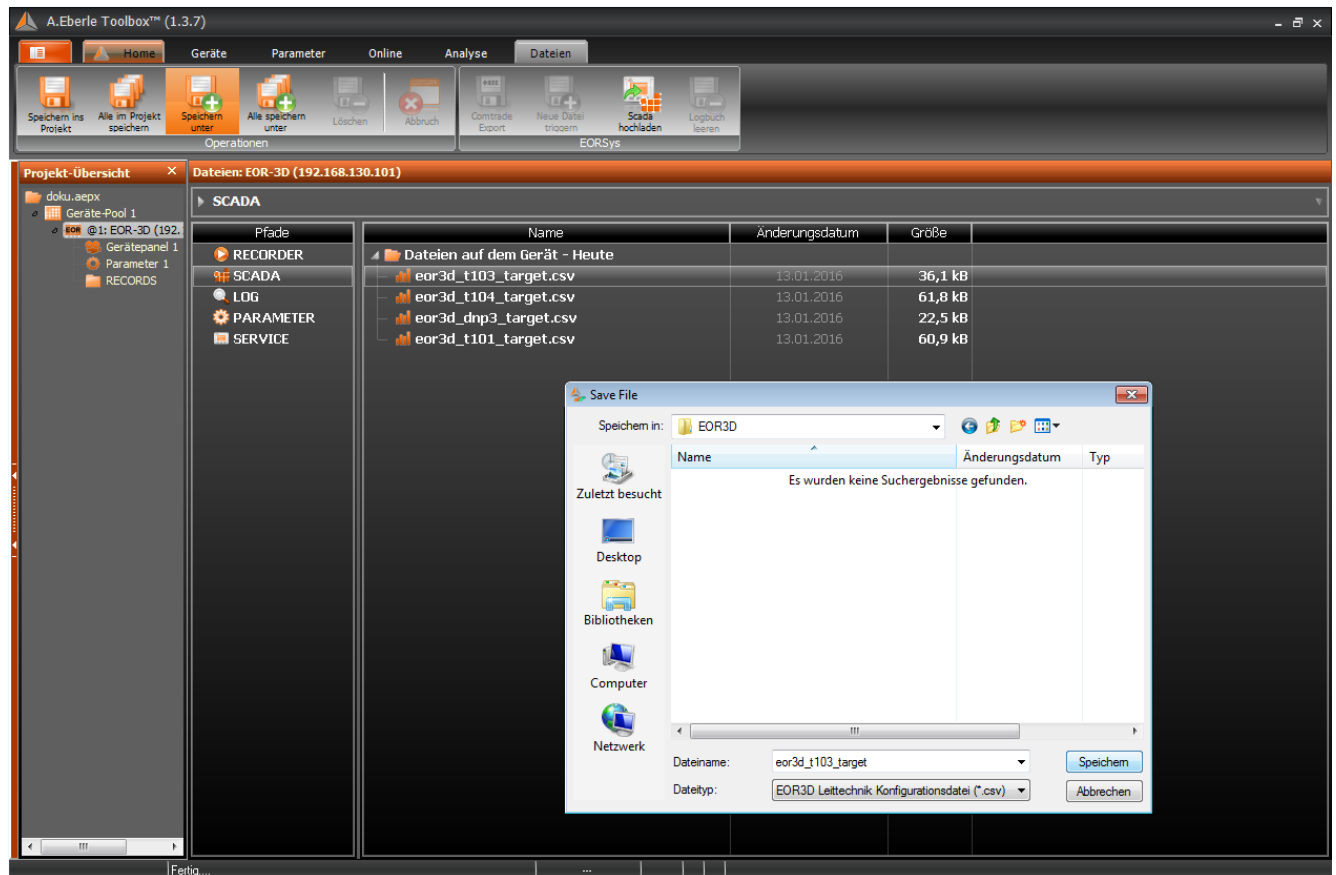 A.Eberle Toolbox™ (1.3.7)
Home Geräte Parameter Online Analyse Dateien
Speichern ins Projekt
Alle im Projekt speichern
Speichern unter
Alle speichern unter
Löschen
Abbruch
Comtrade Export
Neue Datei triggern
Scada hochladen
Logbuch leeren
Operationen
EORSys
Projekt-Übersicht
doku.aepx
Geräte-Pool 1
EOR @1: EOR-3D (192.
Gerätepanel 1
Parameter 1
RECORDS
Dateien: EOR-3D (192.168.130.101)
SCADA
Pfade
RECORDER
SCADA
LOG
PARAMETER
SERVICE
Name Änderungsdatum Größe
Dateien auf dem Gerät - Heute
eor3d_t103_target.csv 13.01.2016 36,1 kB
eor3d_t104_target.csv 13.01.2016 61,8 kB
eor3d_dnp3_target.csv 13.01.2016 22,5 kB
eor3d_t101_target.csv 13.01.2016 60,9 kB
Save File
Speichern in: EOR3D
Zuletzt besucht
Desktop
Bibliotheken
Computer
Netzwerk
Name Änderungsdatum Typ
Es wurden keine Suchergebnisse gefunden.
Dateiname: eor3d_t103_target Speichern
Dateityp: EOR3D Leittechnik Konfigurationsdatei (*.csv) Abbrechen
Fertig.... ...